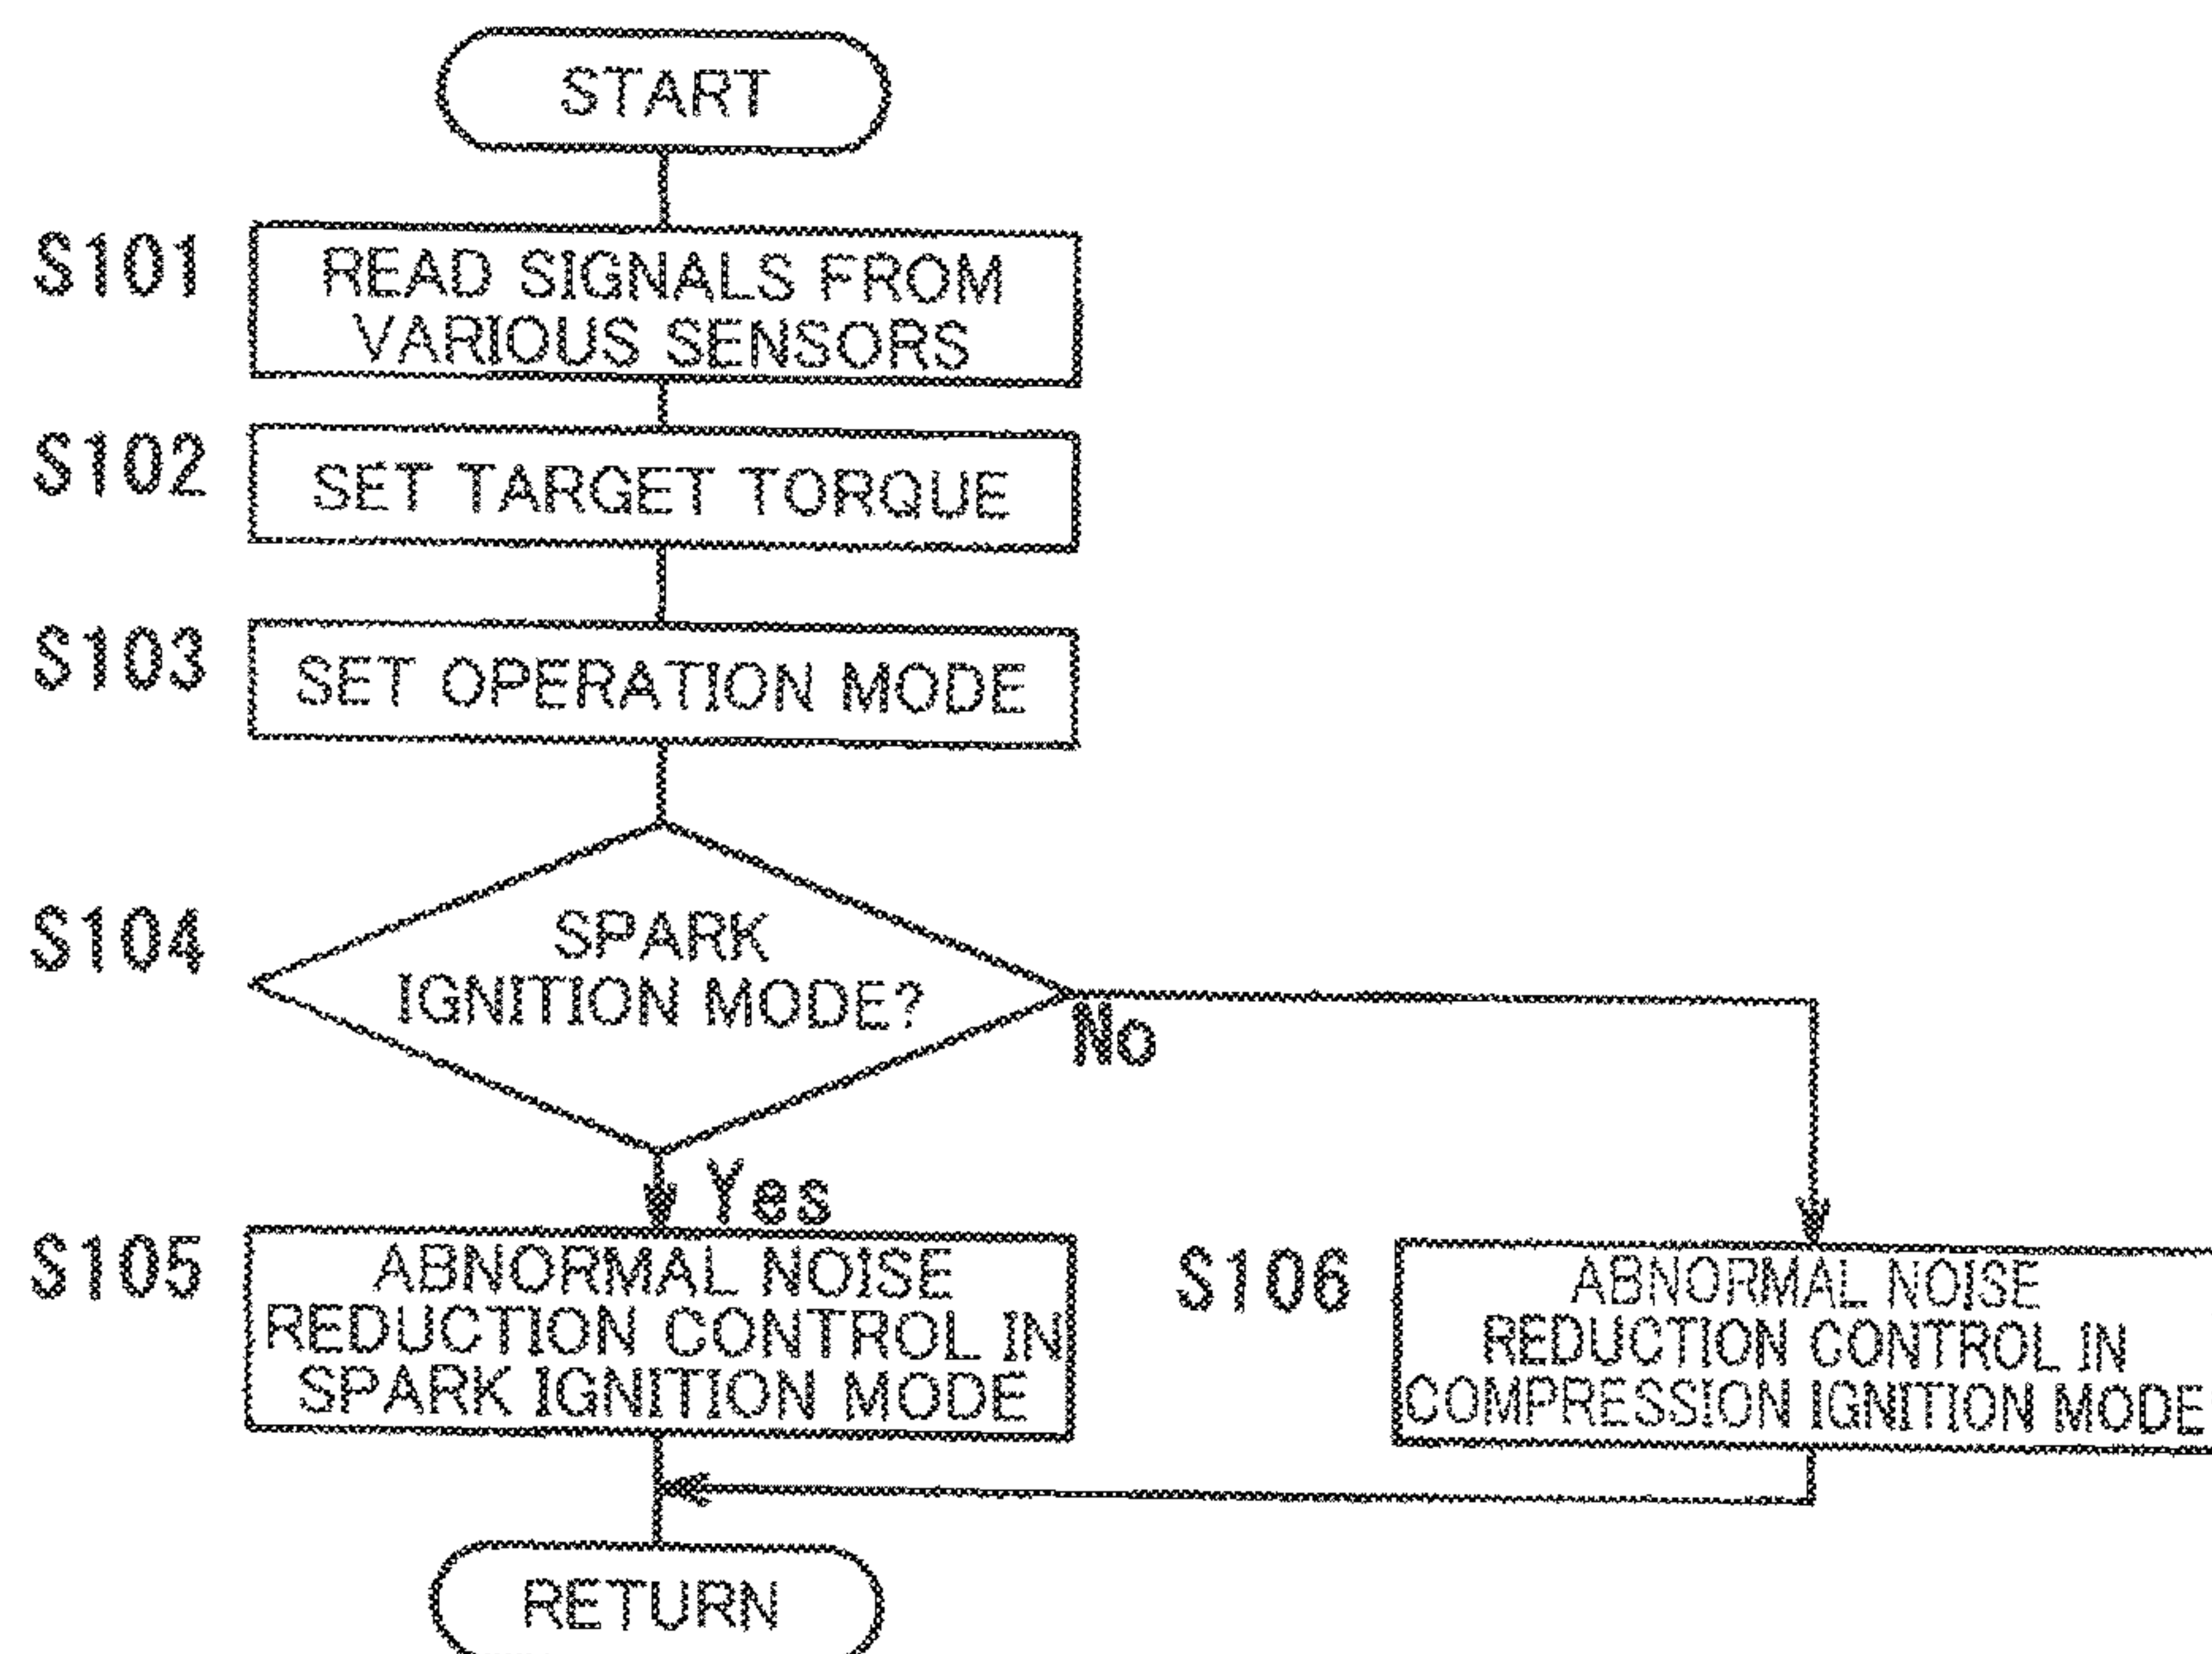 START
S101
READ SIGNALS FROM
VARIOUS SENSORS
S102
SET TARGET TORQUE
S103
SET OPERATION MODE
S104
SPARK
IGNITION MODE?
No
Yes
S105
ABNORMAL NOISE
REDUCTION CONTROL IN
SPARK IGNITION MODE
S106
ABNORMAL NOISE
REDUCTION CONTROL IN
COMPRESSION IGNITION MODE
RETURN